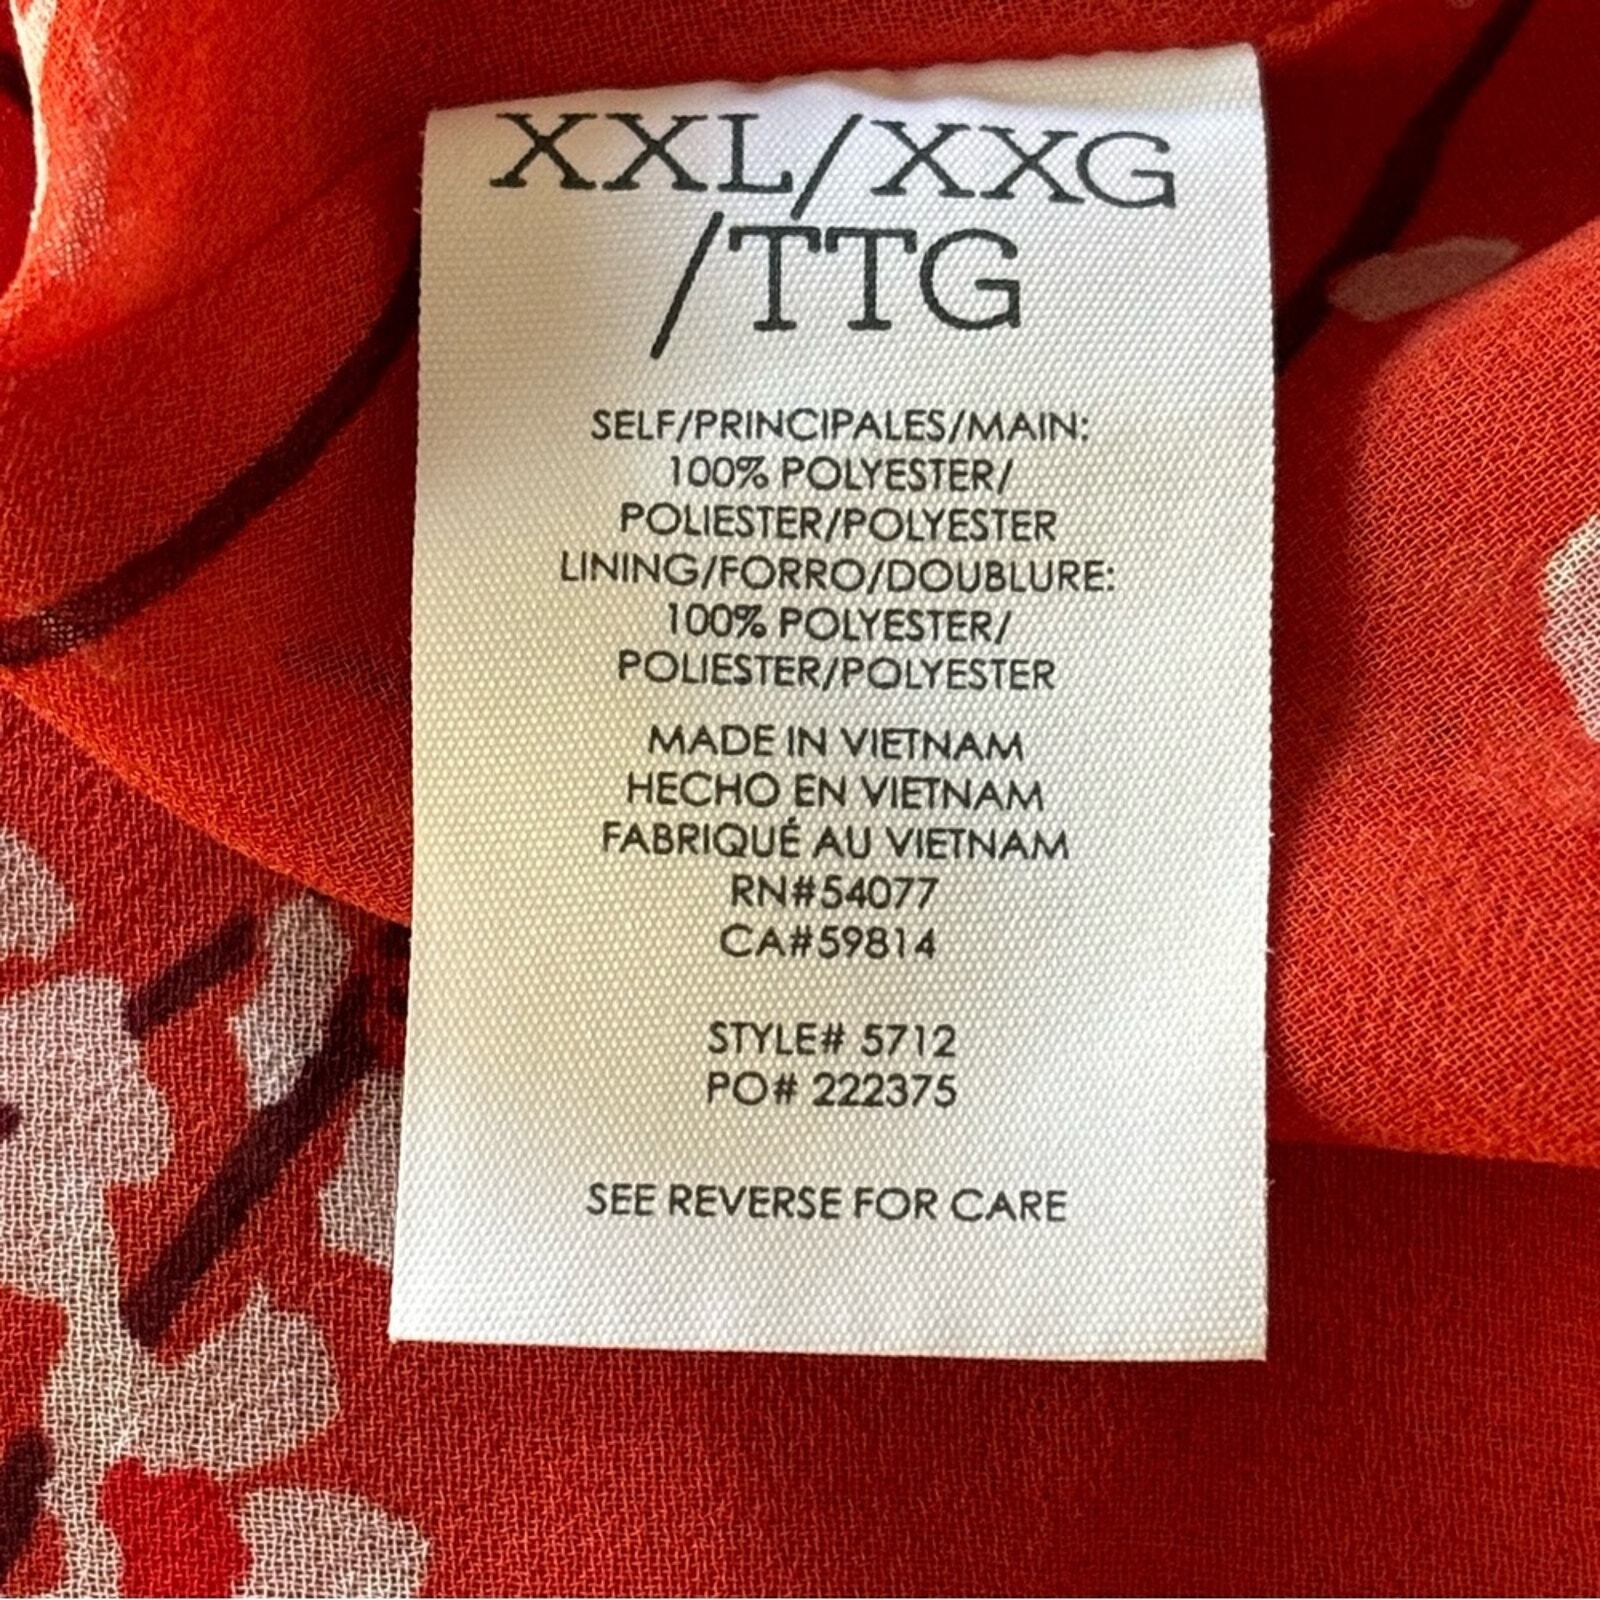 XXL/XXG
/TTG
SELF/PRINCIPALES/MAIN:
100% POLYESTER/
POLIESTER/POLYESTER
LINING/FORRO/DOUBLURE:
100% POLYESTER/
POLIESTER/POLYESTER
MADE IN VIETNAM
HECHO EN VIETNAM
FABRIQUÉ AU VIETNAM
RN#54077
CA#59814
STYLE# 5712
PO# 222375
SEE REVERSE FOR CARE